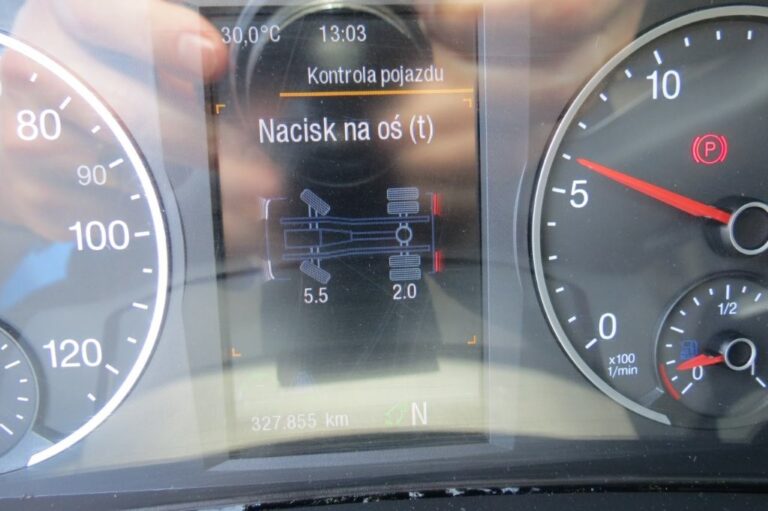 30,0°C 13:03
Kontrola pojazdu
Nacisk na oś (t)
5.5 2.0
327.855 km N
80
90
100
120
10
P
5
0
x100
1/min
1/2
0